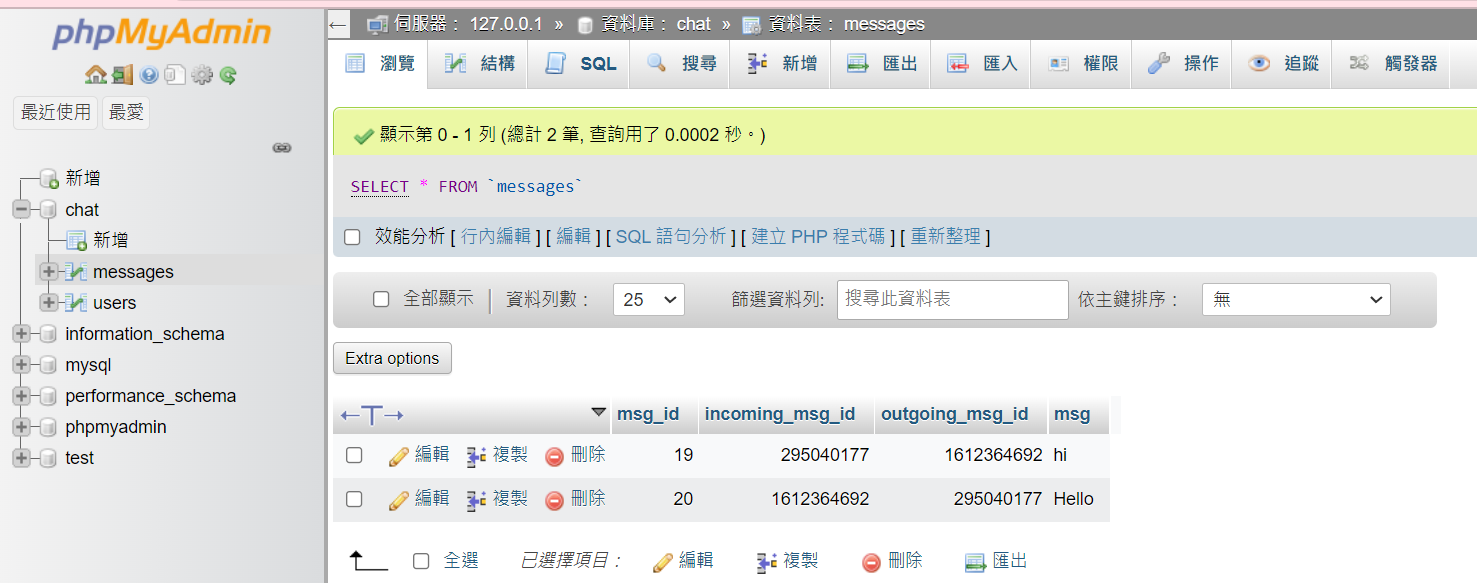 phpMyAdmin
最近使用 最愛
新增
chat
新增
messages
users
information_schema
mysql
performance_schema
phpmyadmin
test
伺服器： 127.0.0.1 » 資料庫： chat » 資料表： messages
瀏覽 結構 SQL 搜尋 新增 匯出 匯入 權限 操作 追蹤 觸發器
顯示第 0 - 1 列 (總計 2 筆, 查詢用了 0.0002 秒。)
SELECT * FROM `messages`
效能分析 [ 行內編輯 ] [ 編輯 ] [ SQL 語句分析 ] [ 建立 PHP 程式碼 ] [ 重新整理 ]
全部顯示 | 資料列數： 25 篩選資料列: 搜尋此資料表 依主鍵排序： 無
Extra options
←T→ msg_id incoming_msg_id outgoing_msg_id msg
編輯 複製 刪除 19 295040177 1612364692 hi
編輯 複製 刪除 20 1612364692 295040177 Hello
全選 已選擇項目： 編輯 複製 刪除 匯出